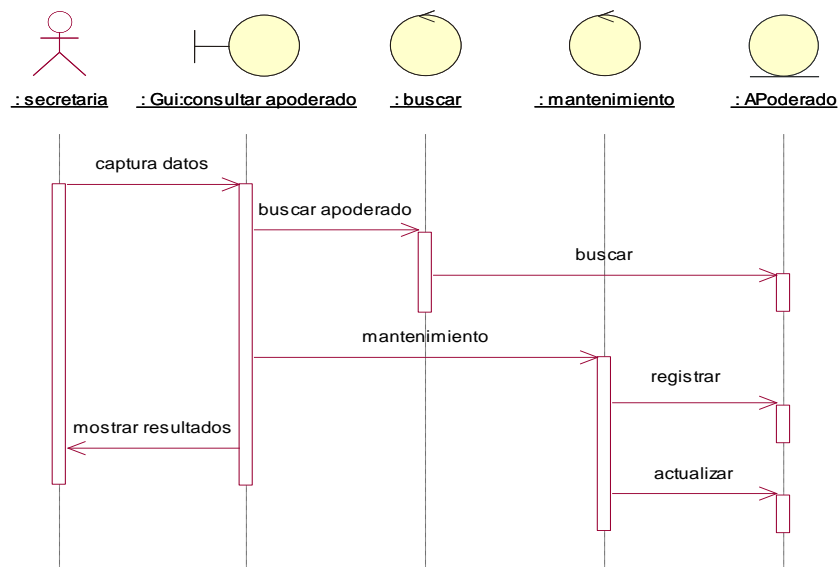 : secretaria
: Gui:consultar apoderado
: buscar
: mantenimiento
: APoderado
captura datos
buscar apoderado
buscar
mantenimiento
registrar
mostrar resultados
actualizar